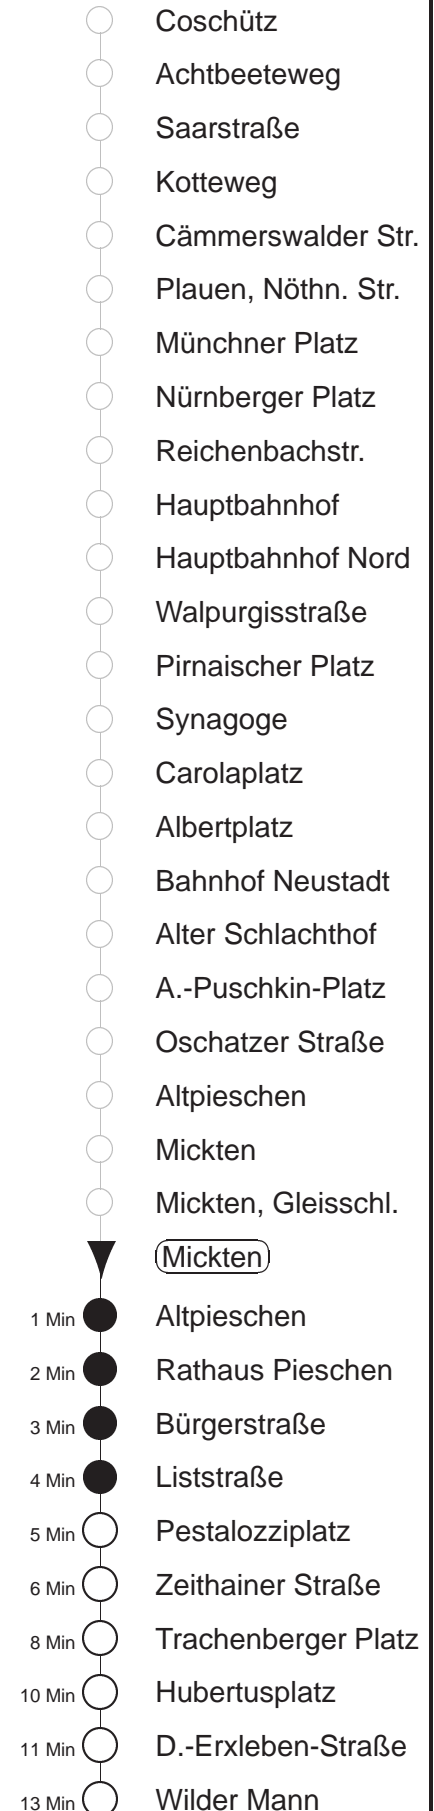 Coschütz
Achtbeeteweg
Saarstraße
Kotteweg
Cämmerswalder Str.
Plauen, Nöthn. Str.
Münchner Platz
Nürnberger Platz
Reichenbachstr.
Hauptbahnhof
Hauptbahnhof Nord
Walpurgisstraße
Pirnaischer Platz
Synagoge
Carolaplatz
Albertplatz
Bahnhof Neustadt
Alter Schlachthof
A.-Puschkin-Platz
Oschatzer Straße
Altpieschen
Mickten
Mickten, Gleisschl.
Mickten
1 Min Altpieschen
2 Min Rathaus Pieschen
3 Min Bürgerstraße
4 Min Liststraße
5 Min Pestalozziplatz
6 Min Zeithainer Straße
8 Min Trachenberger Platz
10 Min Hubertusplatz
11 Min D.-Erxleben-Straße
13 Min Wilder Mann